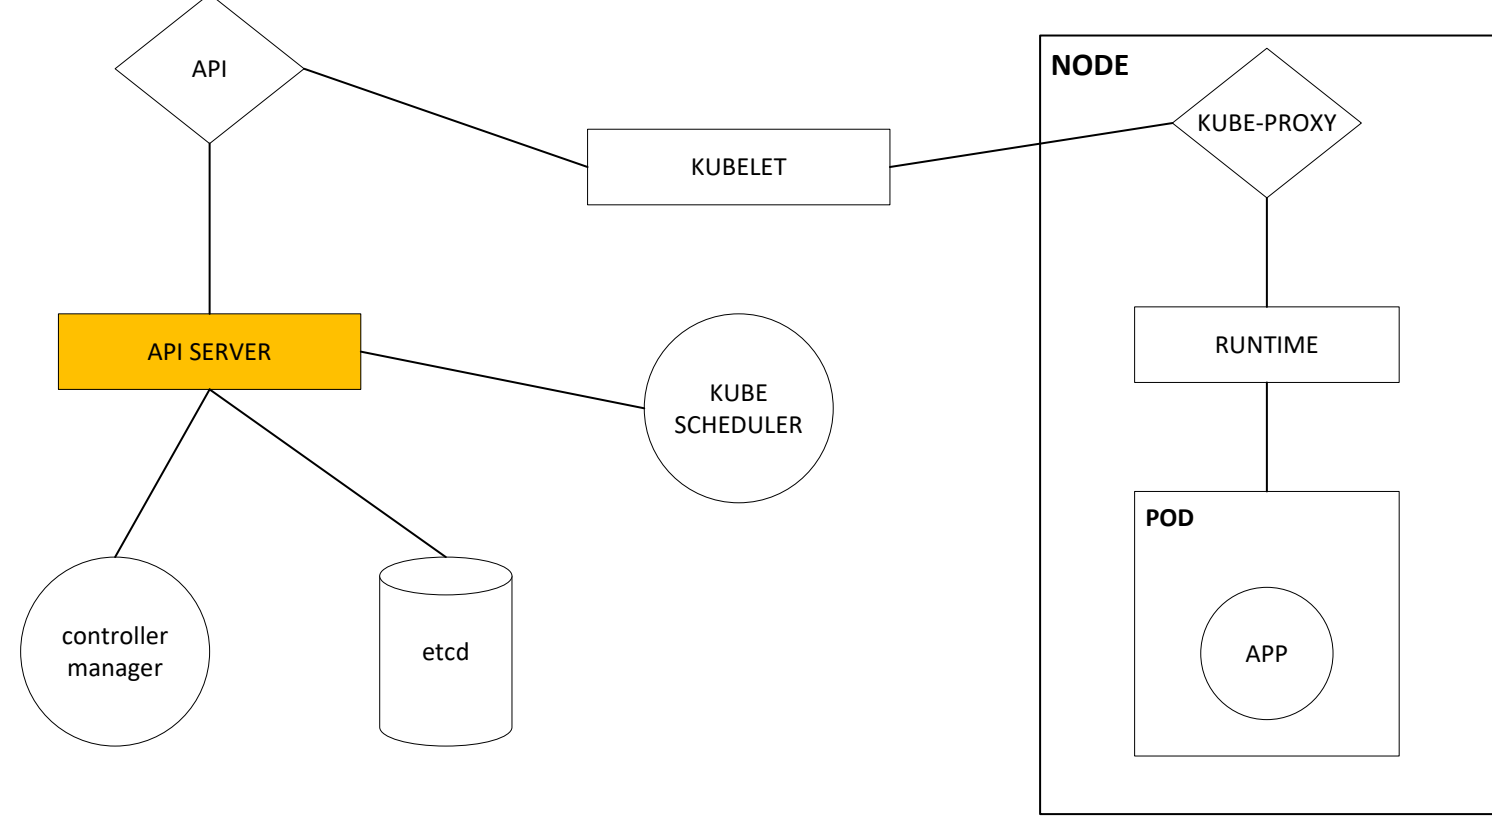 API
NODE
KUBE-PROXY
KUBELET
API SERVER
RUNTIME
KUBE
SCHEDULER
POD
controller
manager
etcd
APP